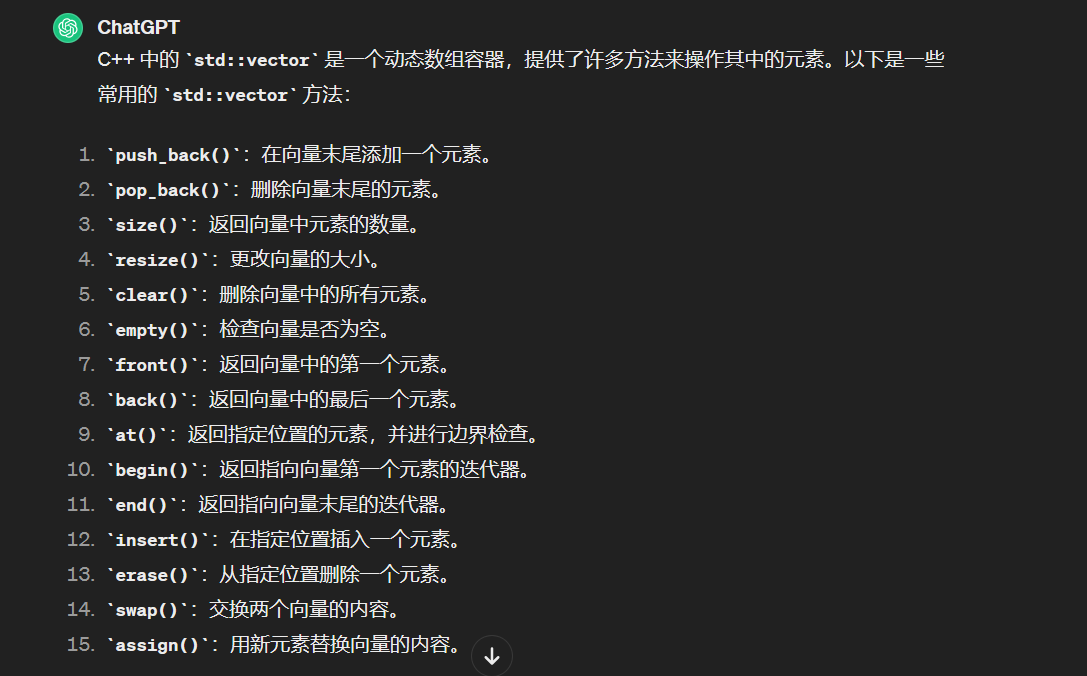 ChatGPT
C++ 中的 `std::vector` 是一个动态数组容器，提供了许多方法来操作其中的元素。以下是一些
常用的 `std::vector` 方法：
1. `push_back()`：在向量末尾添加一个元素。
2. `pop_back()`：删除向量末尾的元素。
3. `size()`：返回向量中元素的数量。
4. `resize()`：更改向量的大小。
5. `clear()`：删除向量中的所有元素。
6. `empty()`：检查向量是否为空。
7. `front()`：返回向量中的第一个元素。
8. `back()`：返回向量中的最后一个元素。
9. `at()`：返回指定位置的元素，并进行边界检查。
10. `begin()`：返回指向向量第一个元素的迭代器。
11. `end()`：返回指向向量末尾的迭代器。
12. `insert()`：在指定位置插入一个元素。
13. `erase()`：从指定位置删除一个元素。
14. `swap()`：交换两个向量的内容。
15. `assign()`：用新元素替换向量的内容。